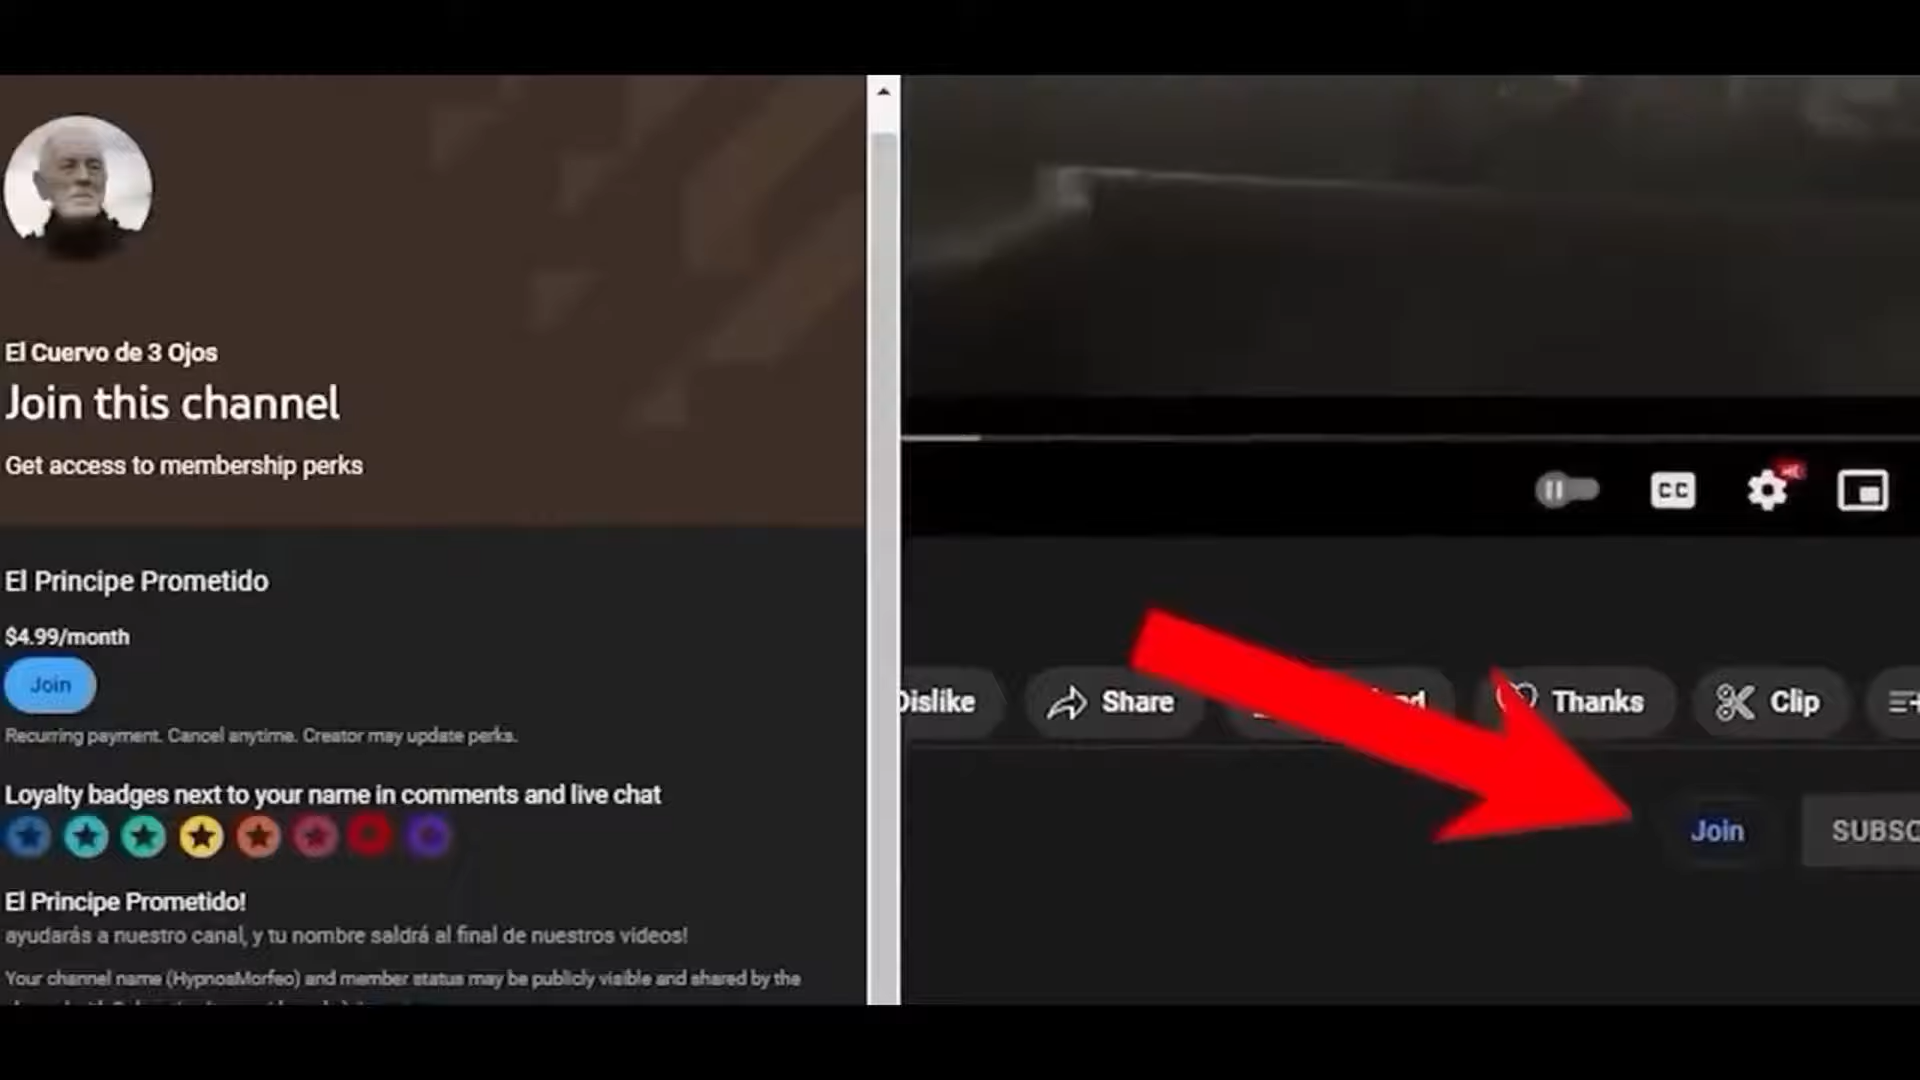 El Cuervo de 3 Ojos
Join this channel
Get access to membership perks
El Principe Prometido
$4.99/month
Join
Recurring payment. Cancel anytime. Creator may update perks.
Loyalty badges next to your name in comments and live chat
El Principe Prometido!
ayudarás a nuestro canal, y tu nombre saldrá al final de nuestros videos!
Your channel name (HypnosMorfeo) and member status may be publicly visible and shared by the
CC
Dislike
Share
Thanks
Clip
Join
SUBSC